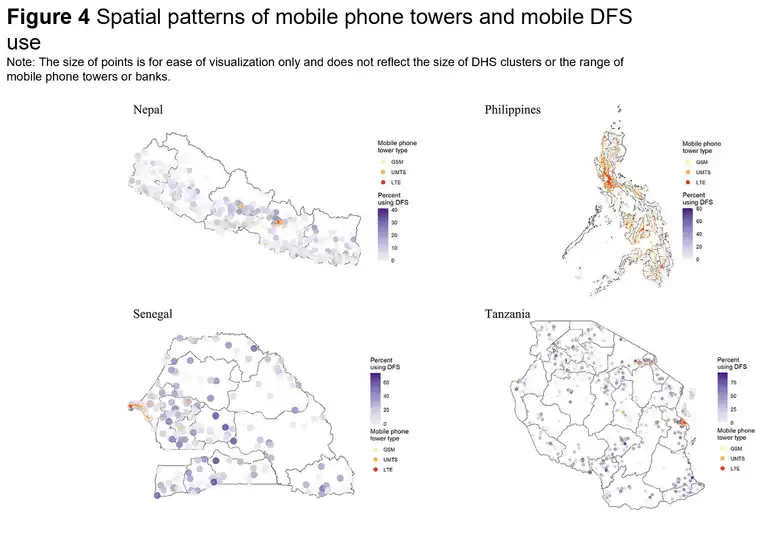 Figure 4 Spatial patterns of mobile phone towers and mobile DFS
use
Note: The size of points is for ease of visualization only and does not reflect the size of DHS clusters or the range of
mobile phone towers or banks.
Nepal
Mobile phone
tower type
GSM
UMTS
LTE
Percent
using DFS
40
30
20
10
0
Philippines
Mobile phone
tower type
GSM
UMTS
LTE
Percent
using DFS
80
60
40
20
0
Senegal
Percent
using DFS
60
40
20
0
Mobile phone
tower type
GSM
UMTS
LTE
Tanzania
Percent
using DFS
75
50
25
0
Mobile phone
tower type
GSM
UMTS
LTE